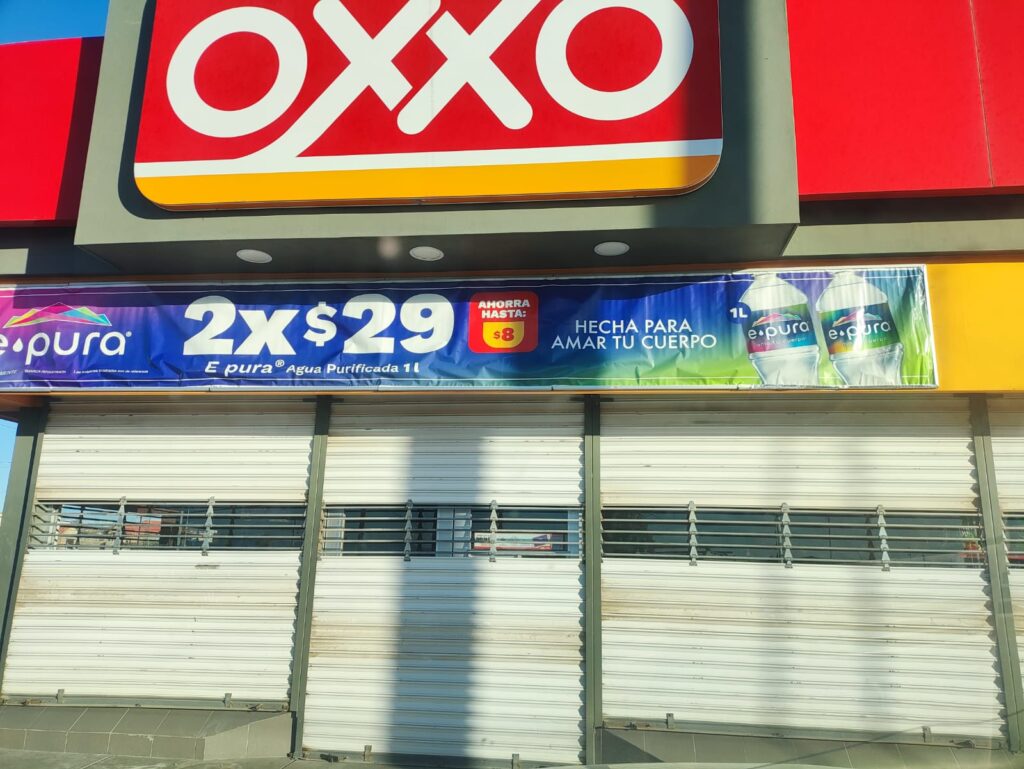 OXXO
e·pura®
2x$29
E pura® Agua Purificada 1L
AHORRA
HASTA:
$8
HECHA PARA
AMAR TU CUERPO
1L
e·pura
e·pura